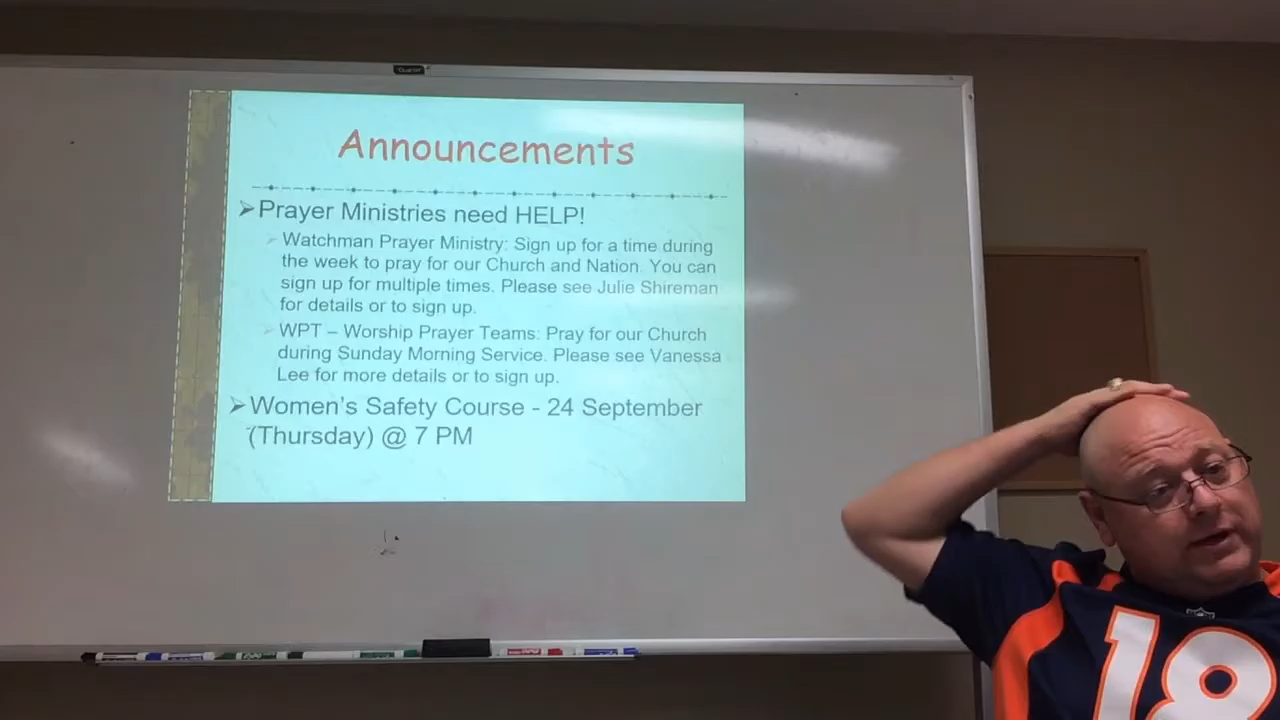 Announcements
➢Prayer Ministries need HELP!
➢Watchman Prayer Ministry: Sign up for a time during
the week to pray for our Church and Nation. You can
sign up for multiple times. Please see Julie Shireman
for details or to sign up.
➢WPT – Worship Prayer Teams: Pray for our Church
during Sunday Morning Service. Please see Vanessa
Lee for more details or to sign up.
➢Women's Safety Course - 24 September
(Thursday) @ 7 PM
18